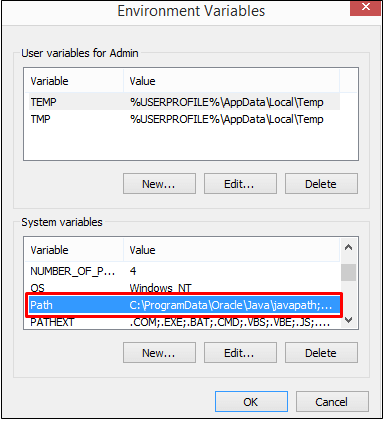 Environment Variables
User variables for Admin
Variable Value
TEMP %USERPROFILE%\AppData\Local\Temp
TMP %USERPROFILE%\AppData\Local\Temp
New... Edit... Delete
System variables
Variable Value
NUMBER_OF_P... 4
OS Windows_NT
Path C:\ProgramData\Oracle\Java\javapath;...
PATHEXT .COM;.EXE;.BAT;.CMD;.VBS;.VBE;.JS;....
New... Edit... Delete
OK Cancel